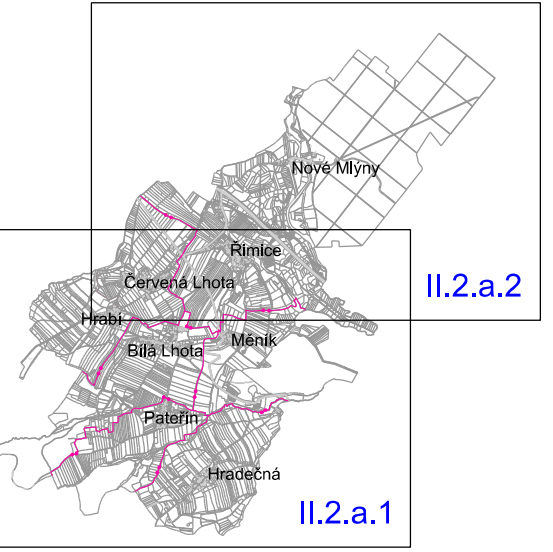 Nové Mlýny
Řimice
Červená Lhota
II.2.a.2
Hrabí
Měník
Bílá Lhota
Pateřín
Hradečná
II.2.a.1